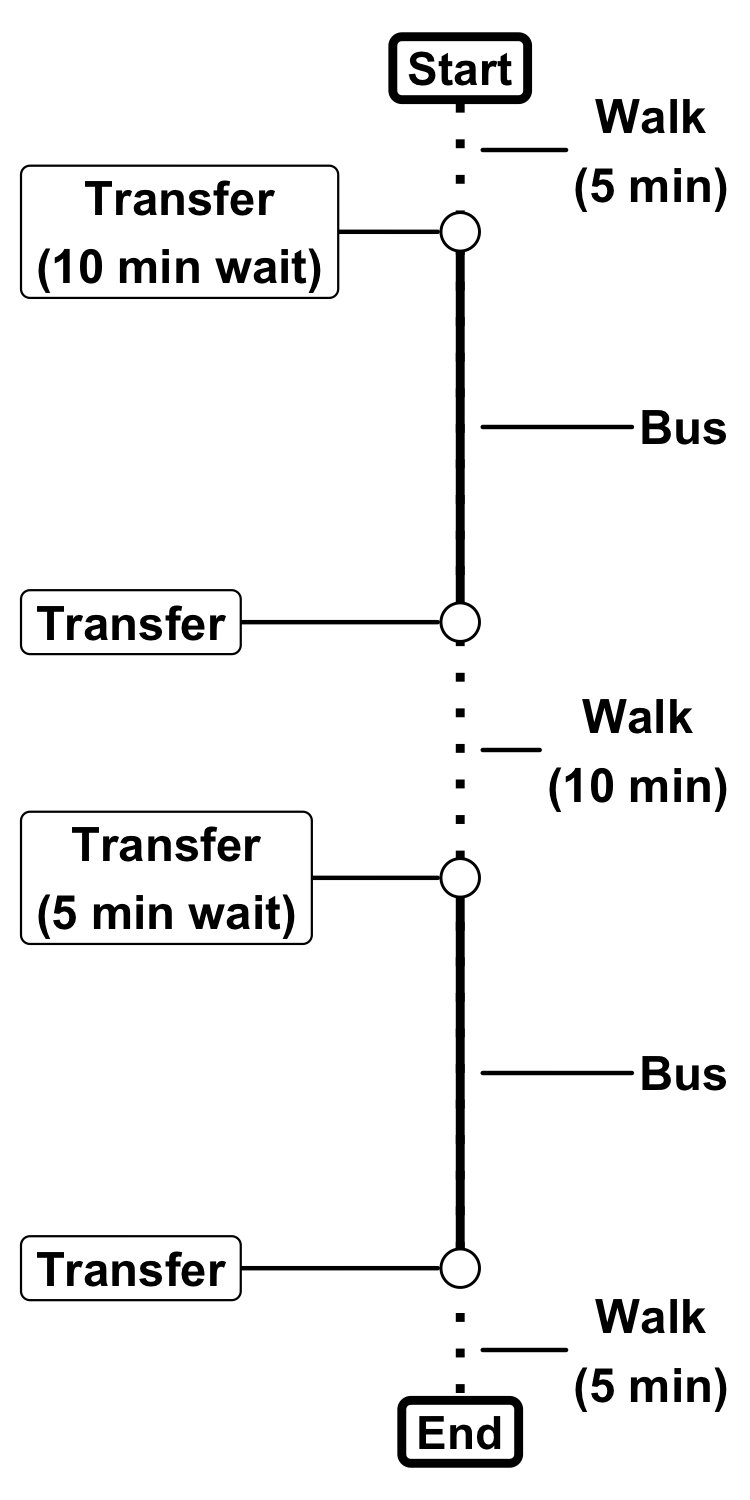 Start
Walk
(5 min)
Transfer
(10 min wait)
Bus
Transfer
Walk
(10 min)
Transfer
(5 min wait)
Bus
Transfer
Walk
(5 min)
End